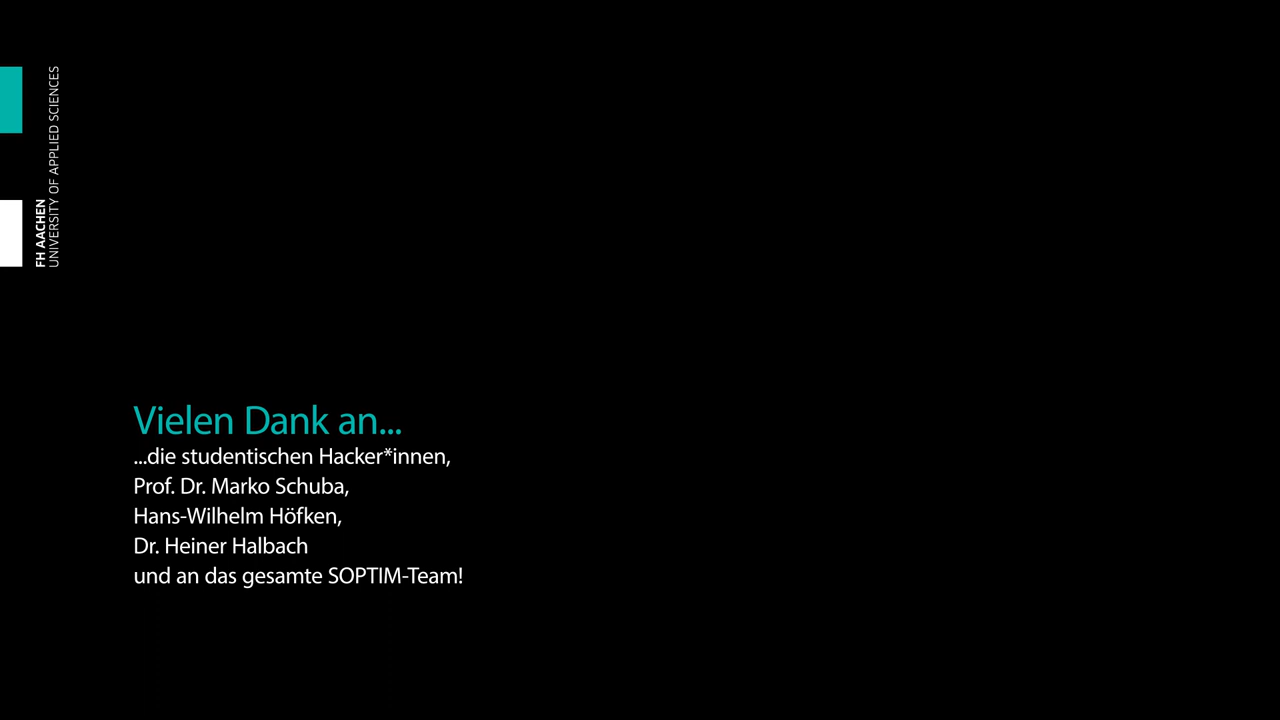 FH AACHEN
UNIVERSITY OF APPLIED SCIENCES
Vielen Dank an...
...die studentischen Hacker*innen,
Prof. Dr. Marko Schuba,
Hans-Wilhelm Höfken,
Dr. Heiner Halbach
und an das gesamte SOPTIM-Team!